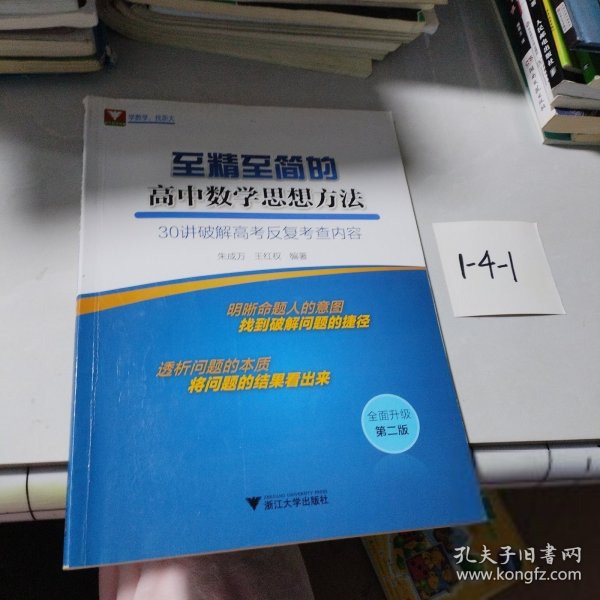 学数学,找浙大
至精至简的
高中数学思想方法
30讲破解高考反复考查内容
朱成万 王红权 编著
明晰命题人的意图
找到破解问题的捷径
透析问题的本质
将问题的结果看出来
全面升级
第二版
ZHEJIANG UNIVERSITY PRESS
浙江大学出版社
1-4-1
孔夫子旧书网
www.kongfz.com